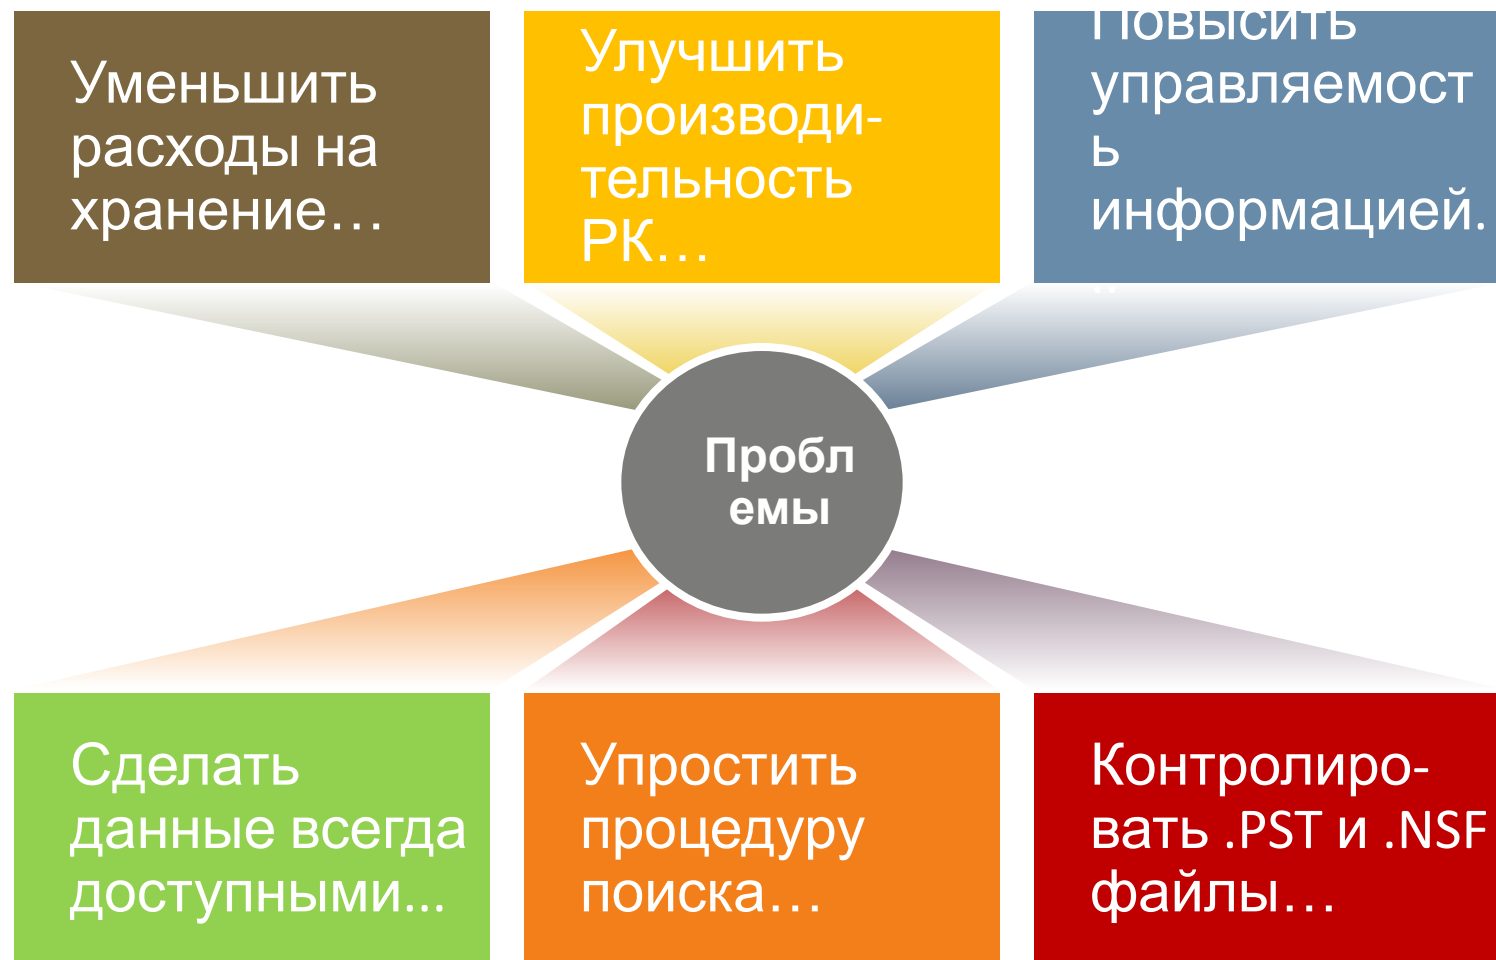 Уменьшить
расходы на
хранение…
Улучшить
производи-
тельность
РК…
Повысить
управляемост
ь
информацией.
..
Пробл
емы
Сделать
данные всегда
доступными...
Упростить
процедуру
поиска…
Контролиро-
вать .PST и .NSF
файлы…